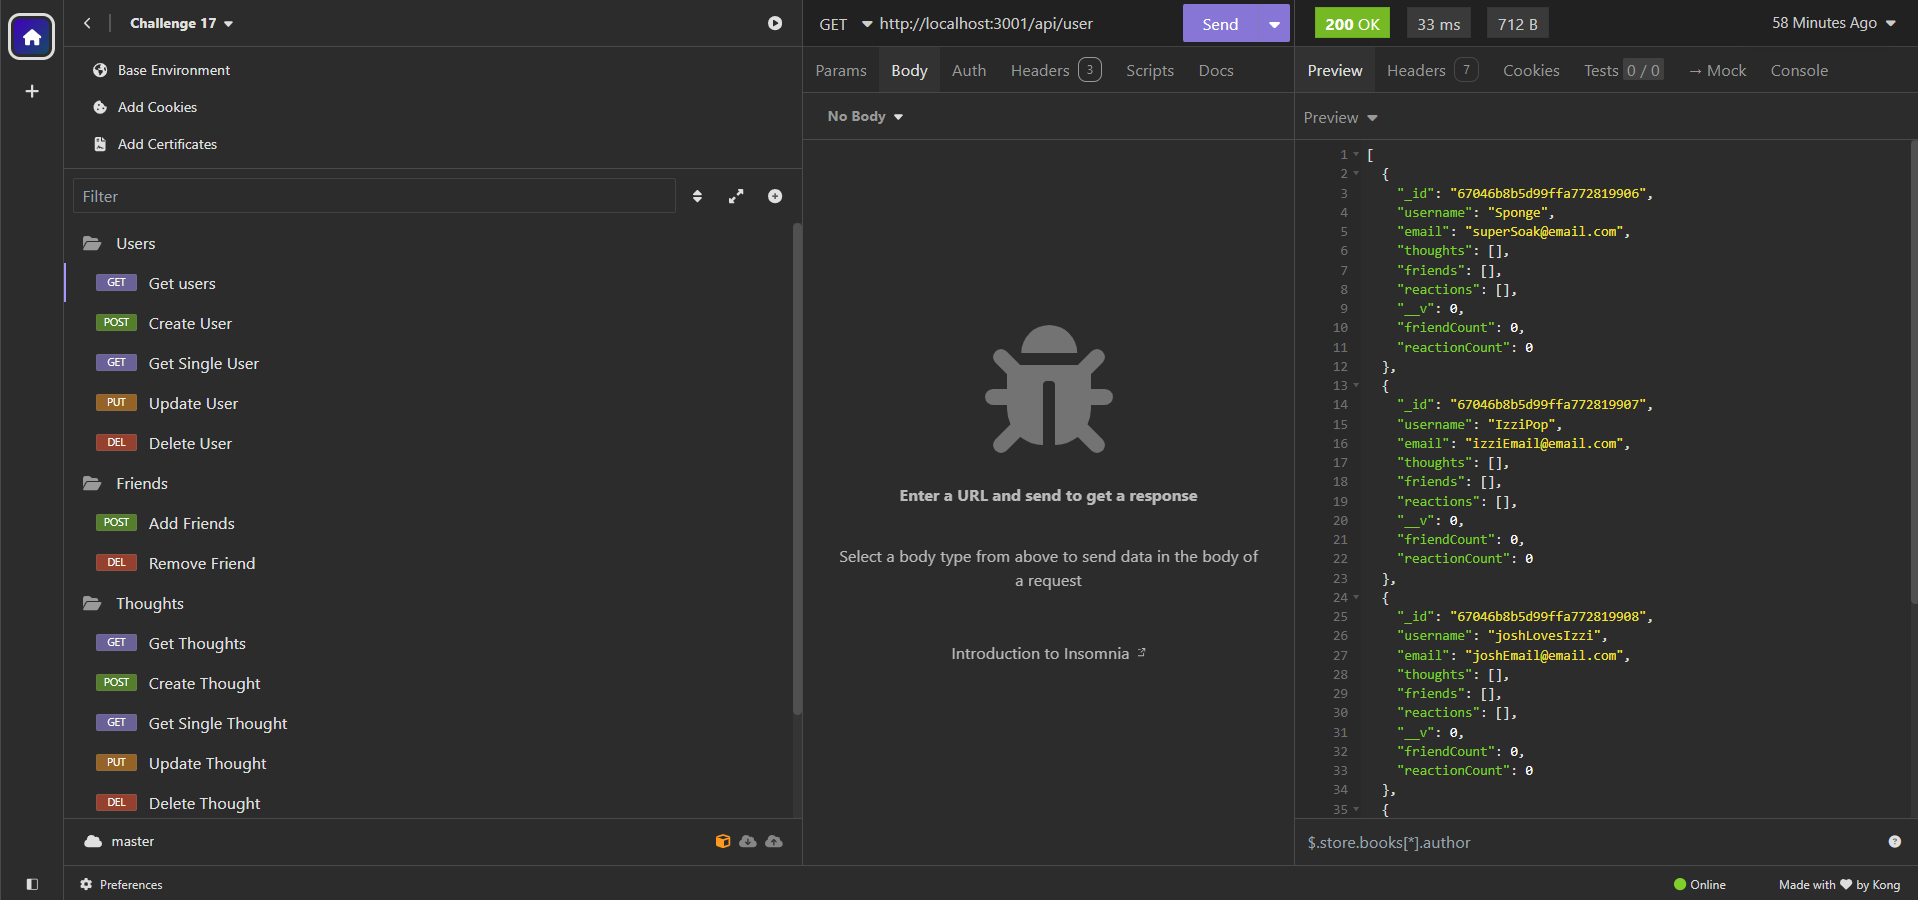 Challenge 17
Base Environment
Add Cookies
Add Certificates
Filter
Users
GET Get users
POST Create User
GET Get Single User
PUT Update User
DEL Delete User
Friends
POST Add Friends
DEL Remove Friend
Thoughts
GET Get Thoughts
POST Create Thought
GET Get Single Thought
PUT Update Thought
DEL Delete Thought
master
Preferences
GET http://localhost:3001/api/user Send
Params Body Auth Headers 3 Scripts Docs
No Body
Enter a URL and send to get a response
Select a body type from above to send data in the body of
a request
Introduction to Insomnia
200 OK 33 ms 712 B 58 Minutes Ago
Preview Headers 7 Cookies Tests 0 / 0 → Mock Console
Preview
1 [
2 {
3 "_id": "67046b8b5d99ffa772819906",
4 "username": "Sponge",
5 "email": "superSoak@email.com",
6 "thoughts": [],
7 "friends": [],
8 "reactions": [],
9 "__v": 0,
10 "friendCount": 0,
11 "reactionCount": 0
12 },
13 {
14 "_id": "67046b8b5d99ffa772819907",
15 "username": "IzziPop",
16 "email": "izziEmail@email.com",
17 "thoughts": [],
18 "friends": [],
19 "reactions": [],
20 "__v": 0,
21 "friendCount": 0,
22 "reactionCount": 0
23 },
24 {
25 "_id": "67046b8b5d99ffa772819908",
26 "username": "joshLovesIzzi",
27 "email": "joshEmail@email.com",
28 "thoughts": [],
29 "friends": [],
30 "reactions": [],
31 "__v": 0,
32 "friendCount": 0,
33 "reactionCount": 0
34 },
35 {
$.store.books[*].author
Online Made with ♥ by Kong